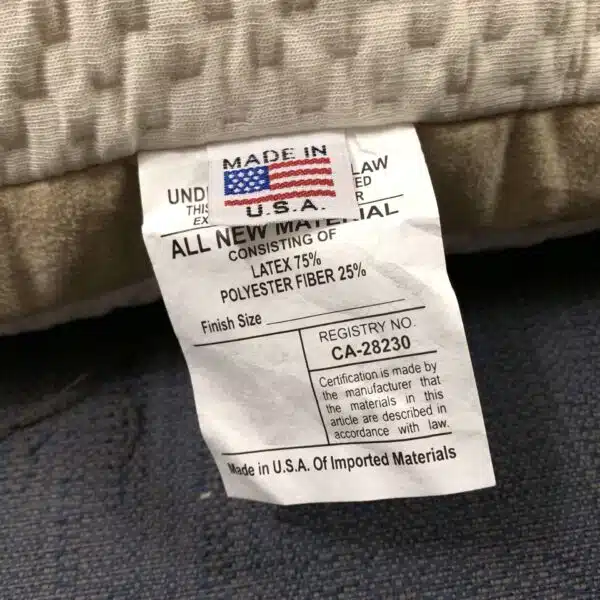 MADE IN
U.S.A.
UND LAW
THIS ED
EX R
ALL NEW MATERIAL
CONSISTING OF
LATEX 75%
POLYESTER FIBER 25%
Finish Size
REGISTRY NO.
CA-28230
Certification is made by
the manufacturer that
the materials in this
article are described in
accordance with law.
Made in U.S.A. Of Imported Materials